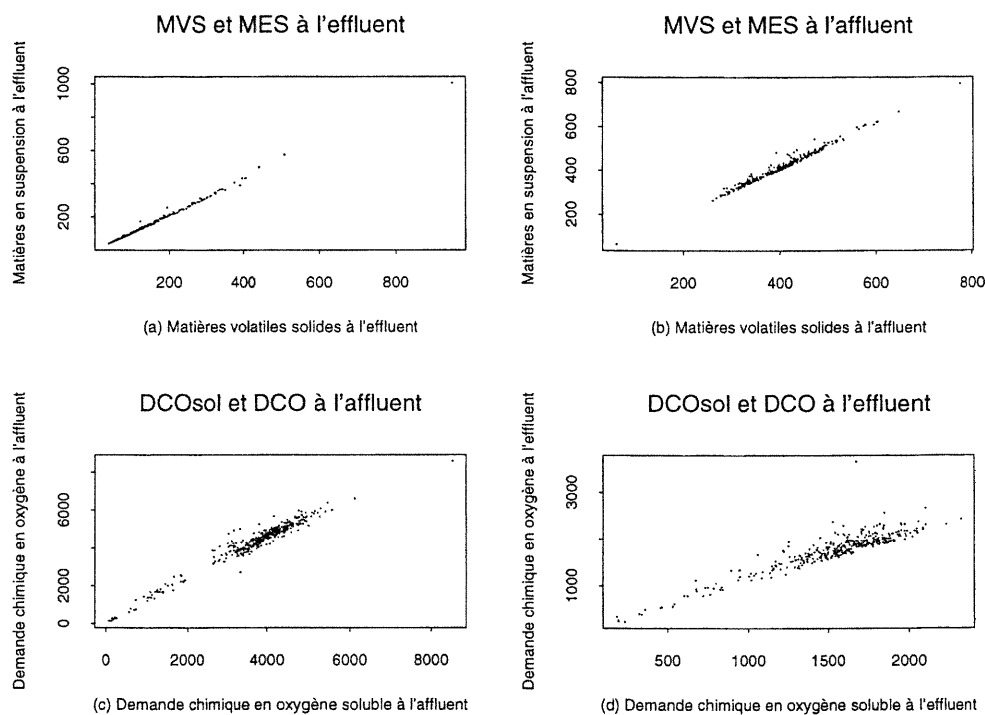 MVS et MES à l'effluent
Matières en suspension à l'effluent
1000
600
200
200 400 600 800
(a) Matières volatiles solides à l'effluent
MVS et MES à l'affluent
Matières en suspension à l'affluent
800
600
400
200
200 400 600 800
(b) Matières volatiles solides à l'affluent
DCOsol et DCO à l'affluent
Demande chimique en oxygène à l'affluent
6000
2000
0
0 2000 4000 6000 8000
(c) Demande chimique en oxygène soluble à l'affluent
DCOsol et DCO à l'effluent
Demande chimique en oxygène à l'effluent
3000
1000
500 1000 1500 2000
(d) Demande chimique en oxygène soluble à l'effluent